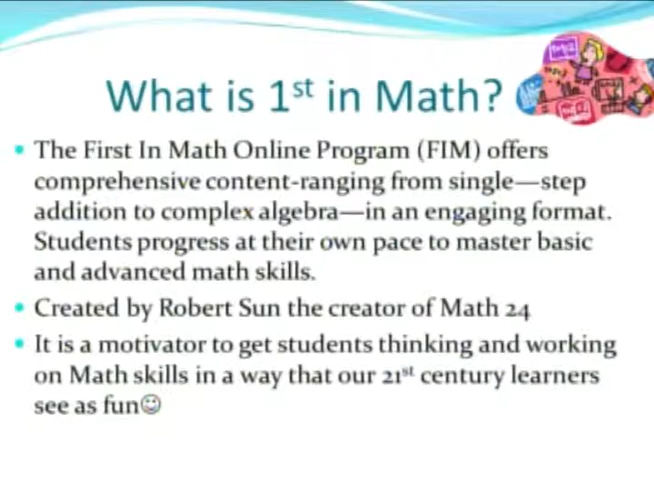 What is 1st in Math?
• The First In Math Online Program (FIM) offers
comprehensive content-ranging from single—step
addition to complex algebra—in an engaging format.
Students progress at their own pace to master basic
and advanced math skills.
• Created by Robert Sun the creator of Math 24
• It is a motivator to get students thinking and working
on Math skills in a way that our 21st century learners
see as fun☺